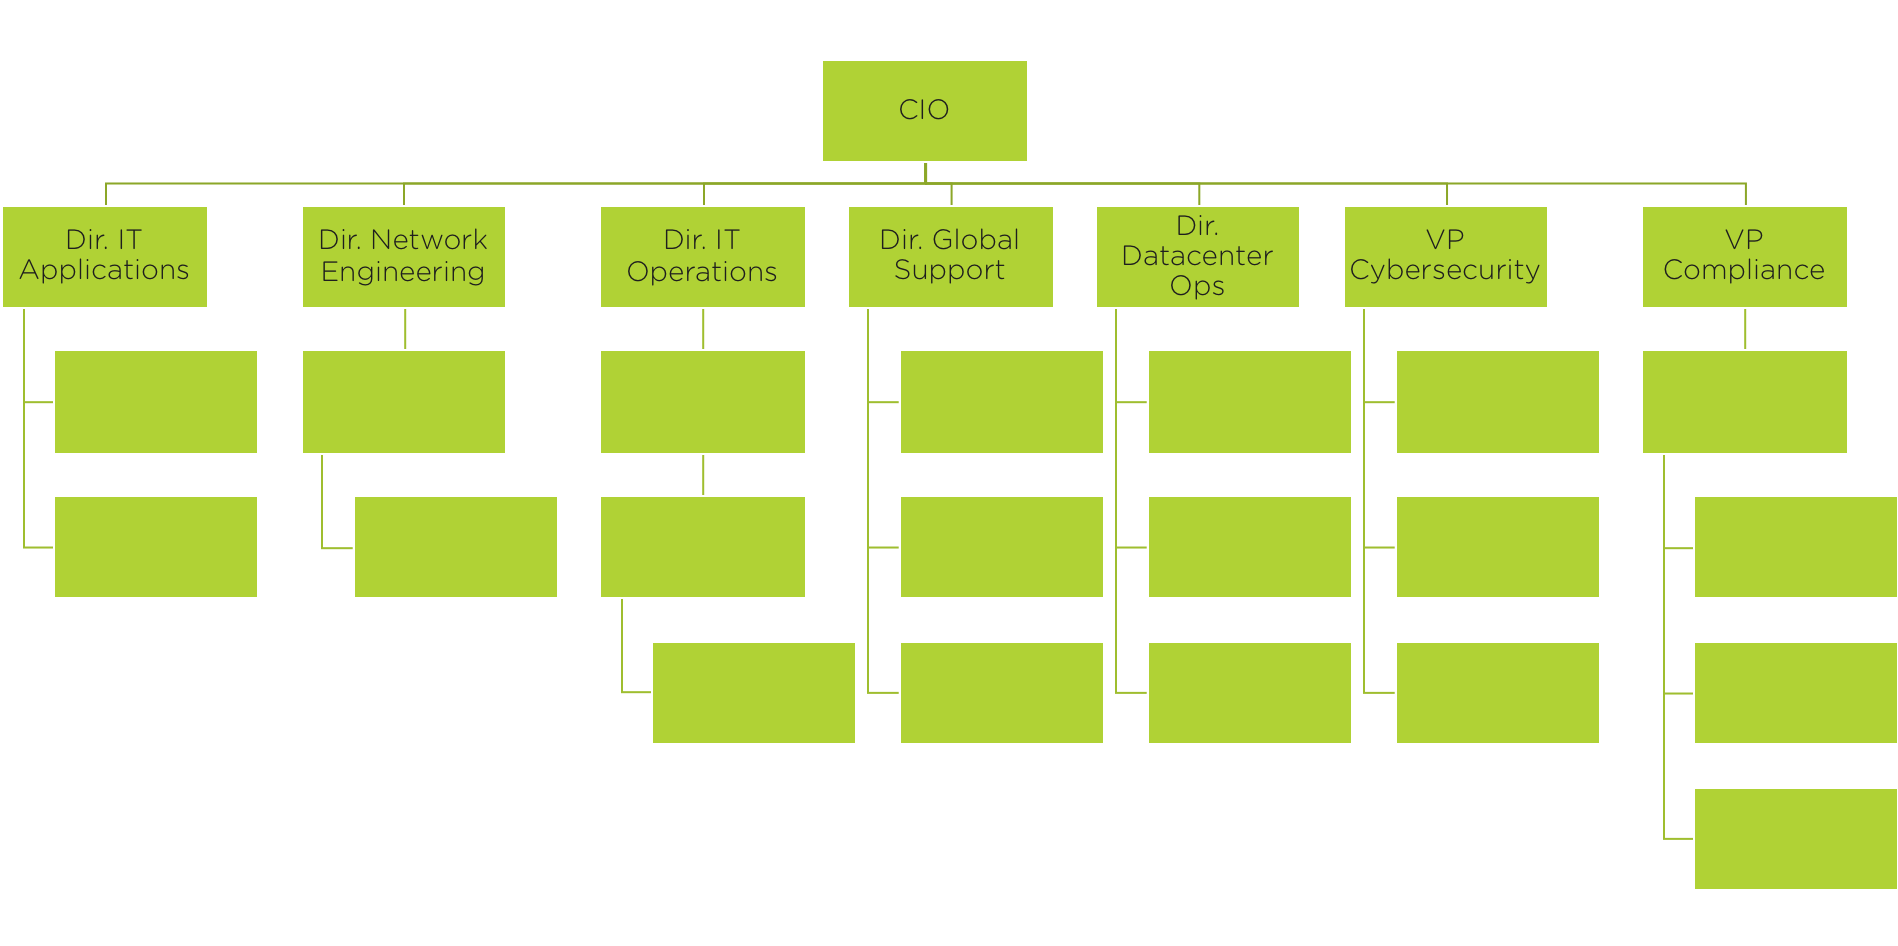 CIO
Dir. IT
Applications
Dir. Network
Engineering
Dir. IT
Operations
Dir. Global
Support
Dir.
Datacenter
Ops
VP
Cybersecurity
VP
Compliance